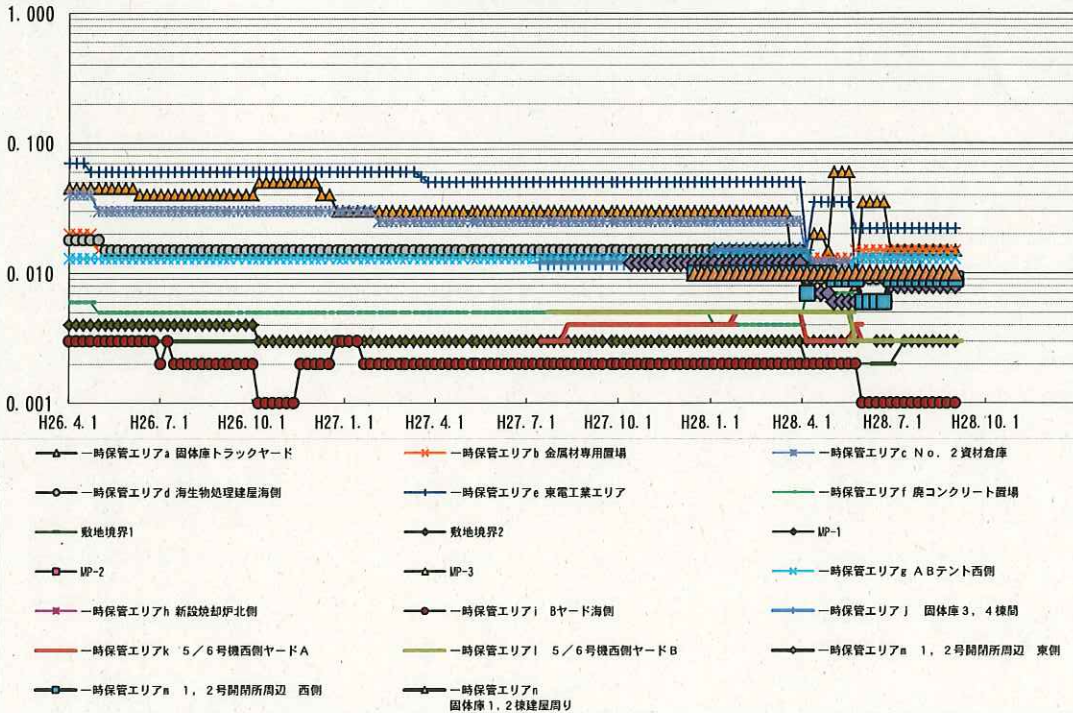 1.000
0.100
0.010
0.001
H26.4.1 H26.7.1 H26.10.1 H27.1.1 H27.4.1 H27.7.1 H27.10.1 H28.1.1 H28.4.1 H28.7.1 H28.10.1
一時保管エリアa 固体庫トラックヤード 一時保管エリアb 金属材専用置場 一時保管エリアc No. 2資材倉庫
一時保管エリアd 海生物処理建屋海側 一時保管エリアe 東電工業エリア 一時保管エリアf 廃コンクリート置場
敷地境界1 敷地境界2 MP-1
MP-2 MP-3 一時保管エリアg ABテント西側
一時保管エリアh 新設焼却炉北側 一時保管エリアi Bヤード海側 一時保管エリアj 固体庫3,4棟間
一時保管エリアk 5/6号機西側ヤードA 一時保管エリアl 5/6号機西側ヤードB 一時保管エリアm 1,2号開閉所周辺 東側
一時保管エリアm 1,2号開閉所周辺 西側 一時保管エリアn
固体庫1,2棟建屋周り